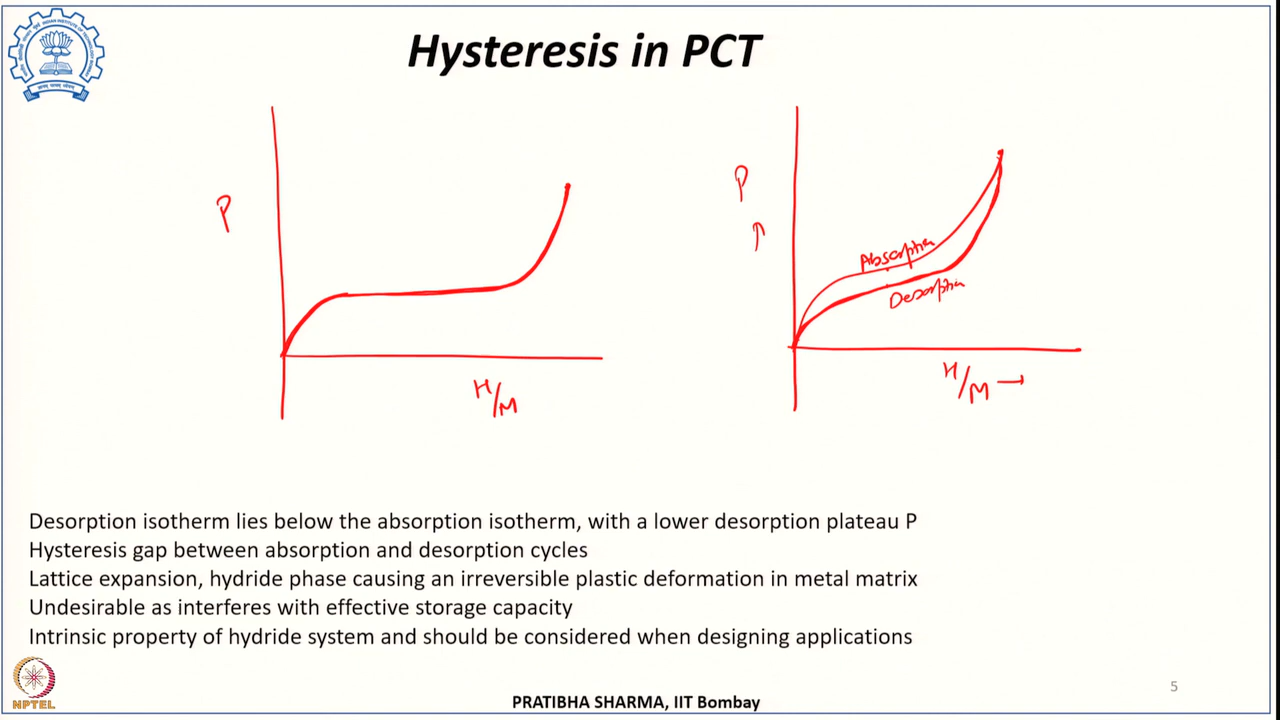 Hysteresis in PCT
P
H/M
P
↑
Absorption
Desorption
H/M →
Desorption isotherm lies below the absorption isotherm, with a lower desorption plateau P
Hysteresis gap between absorption and desorption cycles
Lattice expansion, hydride phase causing an irreversible plastic deformation in metal matrix
Undesirable as interferes with effective storage capacity
Intrinsic property of hydride system and should be considered when designing applications
NPTEL
PRATIBHA SHARMA, IIT Bombay
5